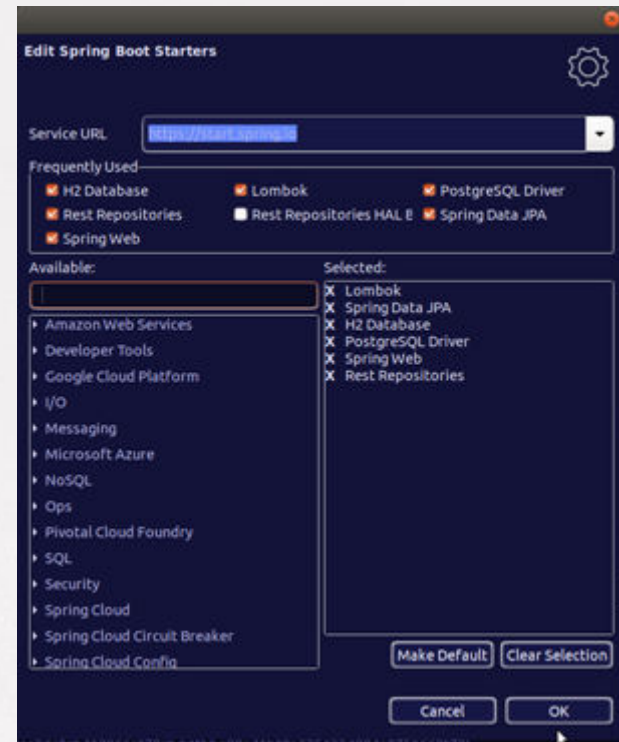 Edit Spring Boot Starters
Service URL https://start.spring.io
Frequently Used
H2 Database Lombok PostgreSQL Driver
Rest Repositories Rest Repositories HAL E Spring Data JPA
Spring Web
Available:
Amazon Web Services
Developer Tools
Google Cloud Platform
I/O
Messaging
Microsoft Azure
NoSQL
Ops
Pivotal Cloud Foundry
SQL
Security
Spring Cloud
Spring Cloud Circuit Breaker
Spring Cloud Config
Selected:
X Lombok
X Spring Data JPA
X H2 Database
X PostgreSQL Driver
X Spring Web
X Rest Repositories
Make Default Clear Selection
Cancel OK